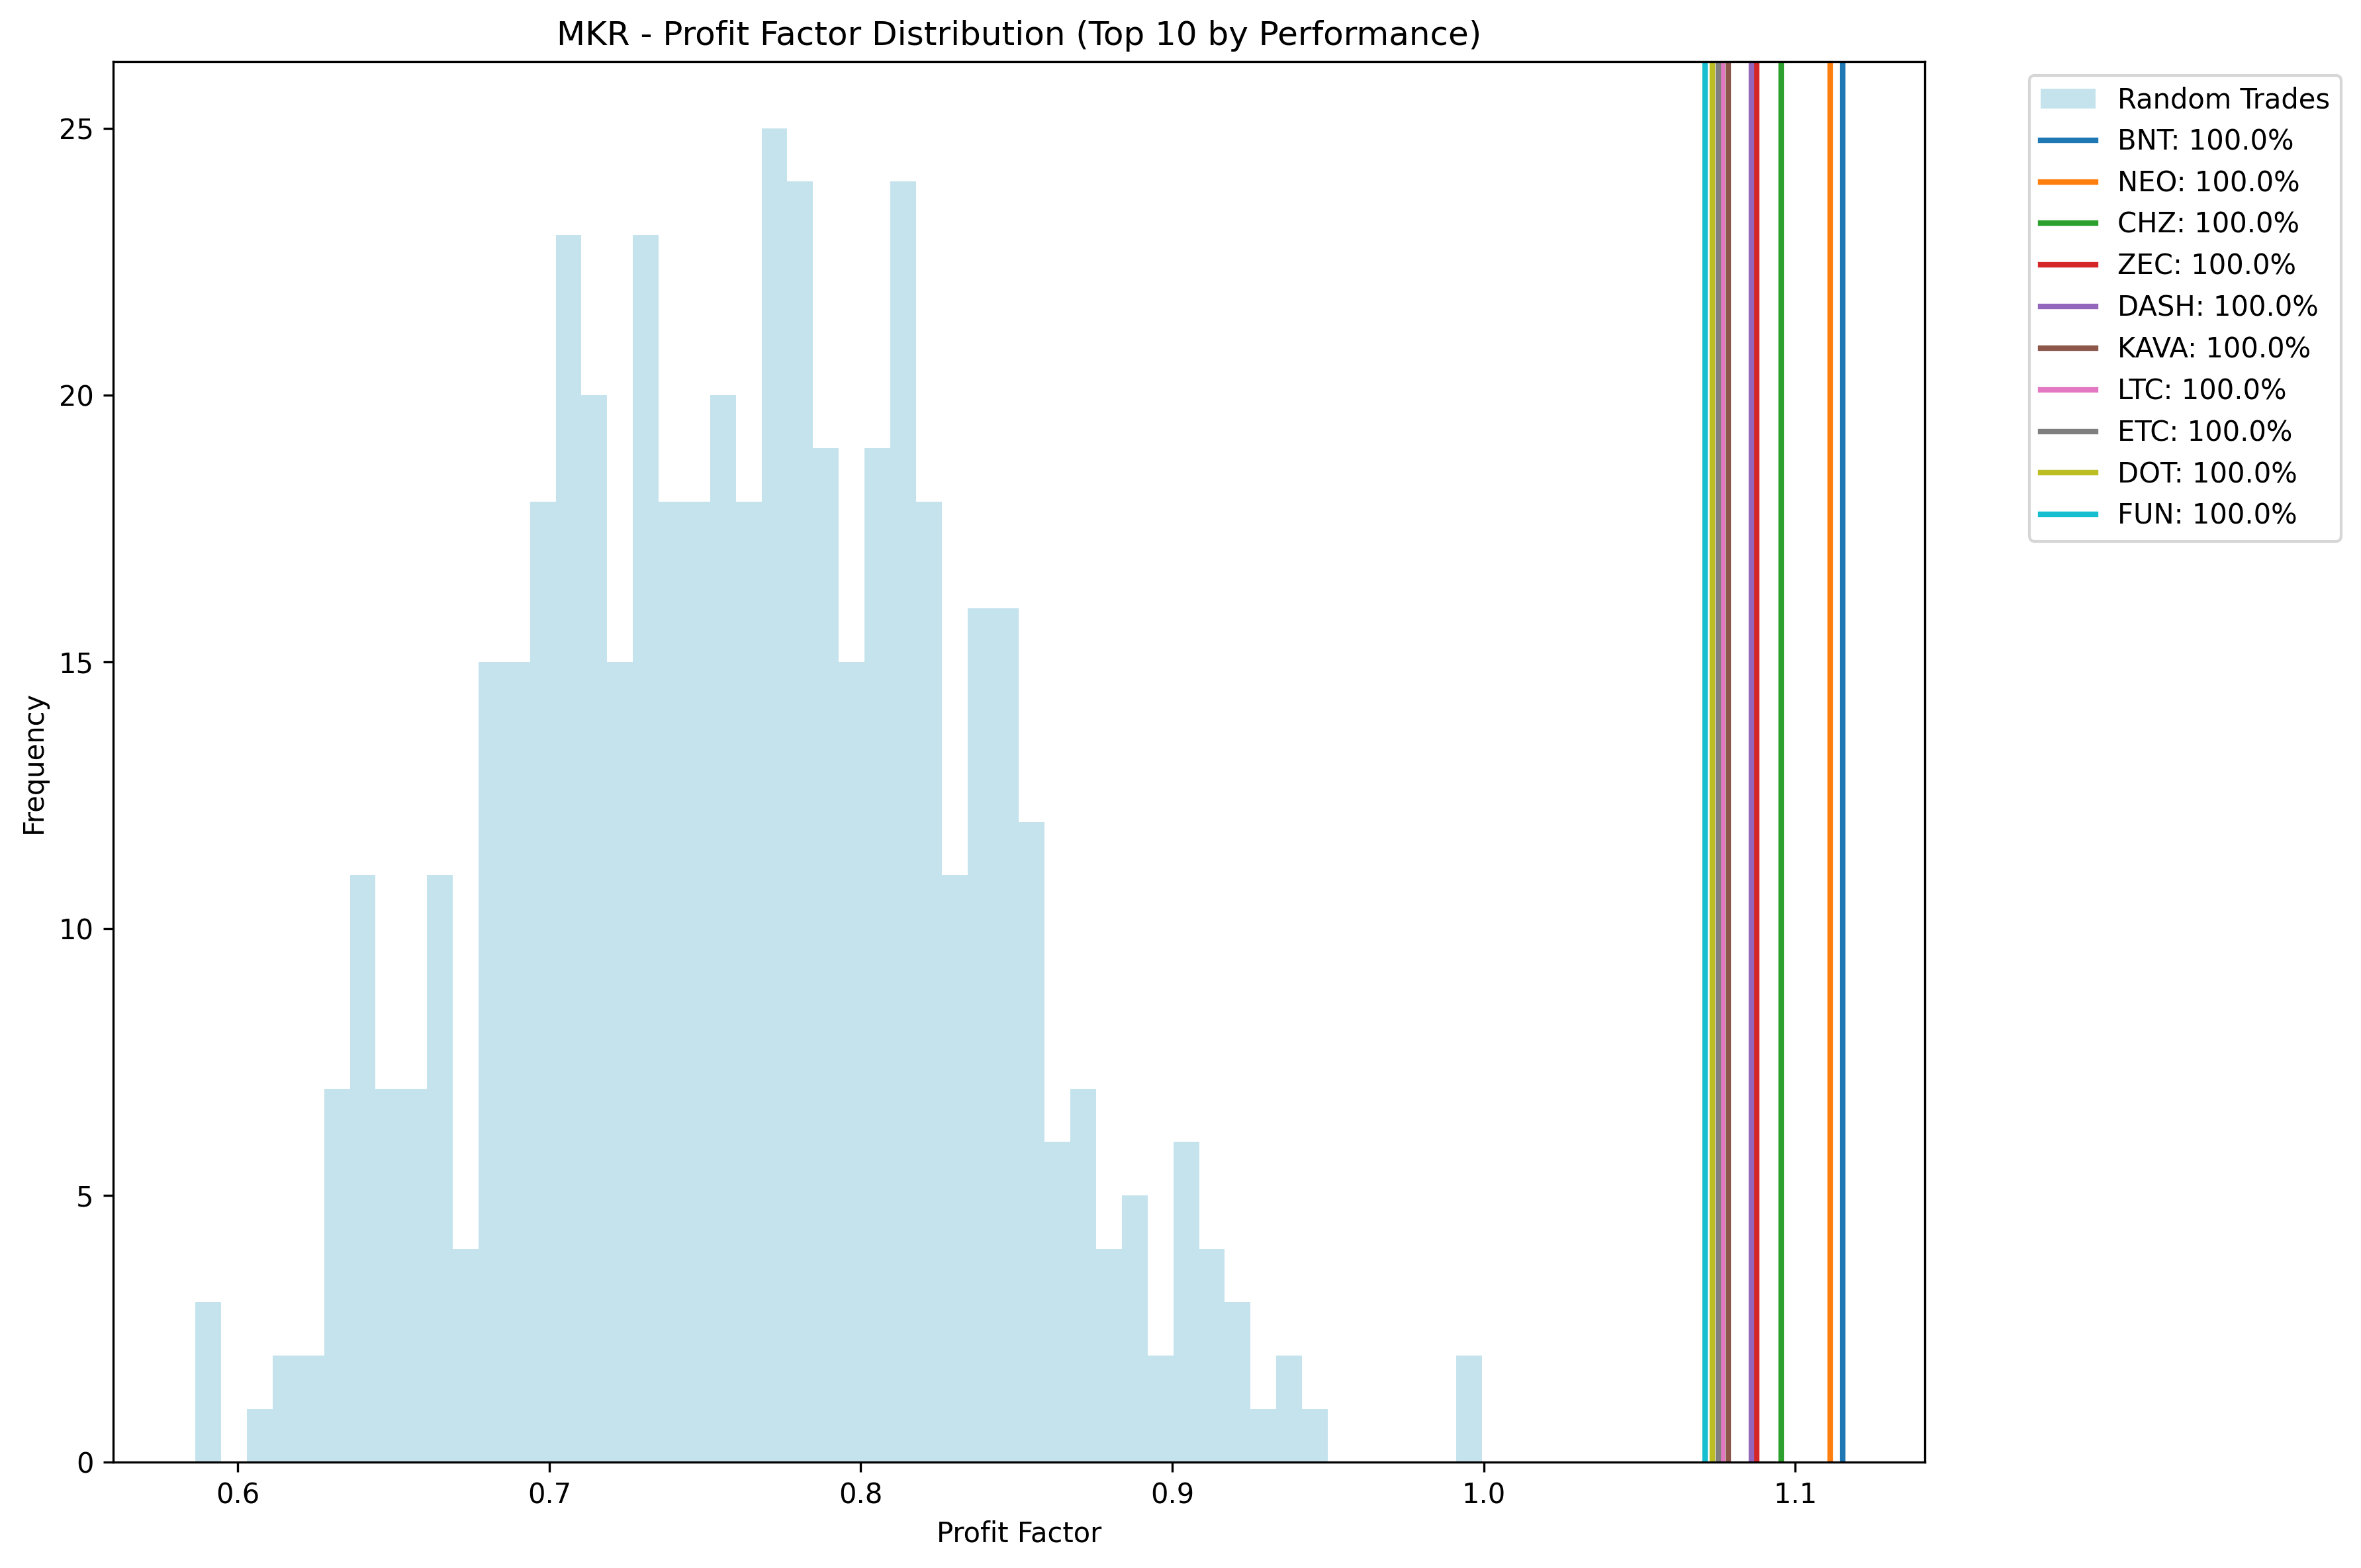 MKR - Profit Factor Distribution (Top 10 by Performance)
Random Trades
BNT: 100.0%
NEO: 100.0%
CHZ: 100.0%
ZEC: 100.0%
DASH: 100.0%
KAVA: 100.0%
LTC: 100.0%
ETC: 100.0%
DOT: 100.0%
FUN: 100.0%
Frequency
25
20
15
10
5
0
0.6 0.7 0.8 0.9 1.0 1.1
Profit Factor